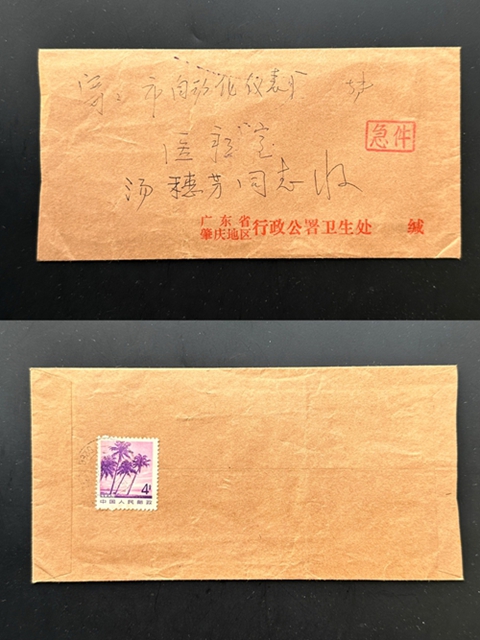 市自动化仪表厂 转
急件
医务室
汤穗芳同志收
广东省
肇庆地区 行政公署卫生处 缄
4分
中国人民邮政